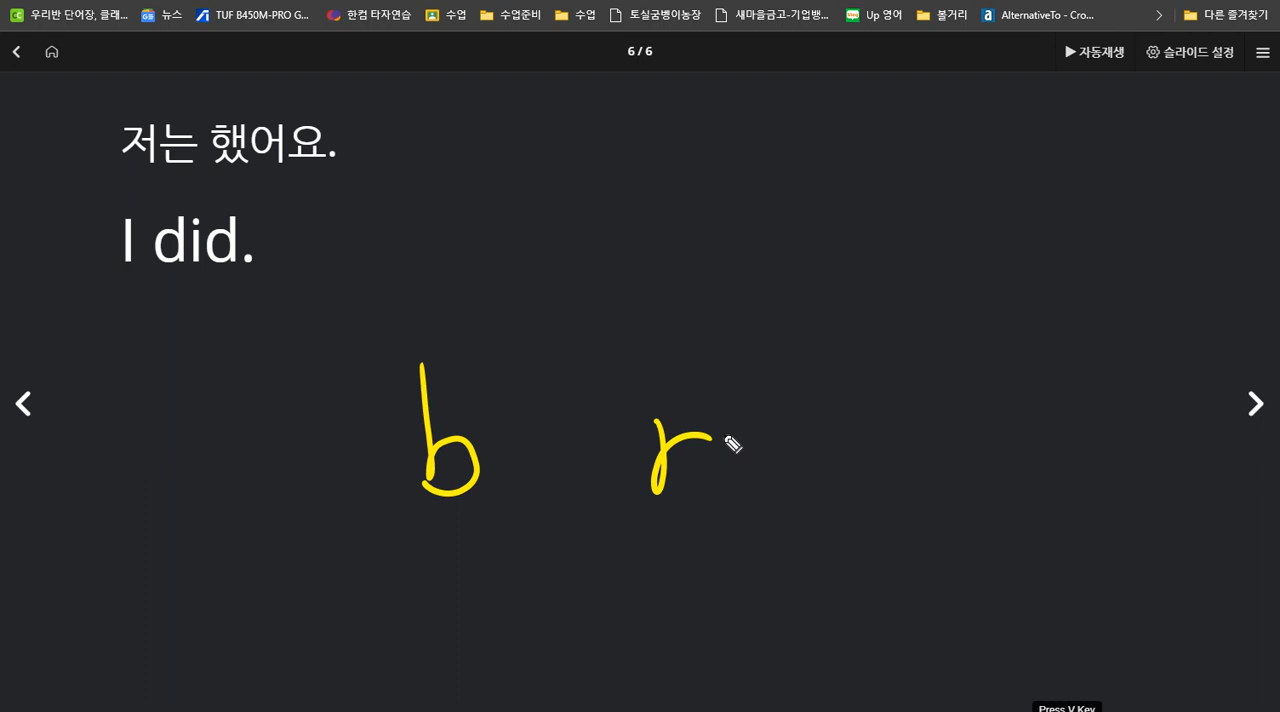 우리반 단어장, 클래... 뉴스 TUF B450M-PRO G... 한컴 타자연습 수업 수업준비 수업 토실굼벵이농장 새마을금고-기업뱅... Up 영어 볼거리 AlternativeTo - Cro... 다른 즐겨찾기
6 / 6 자동재생 슬라이드 설정
저는 했어요.
I did.
b r
Press V Key